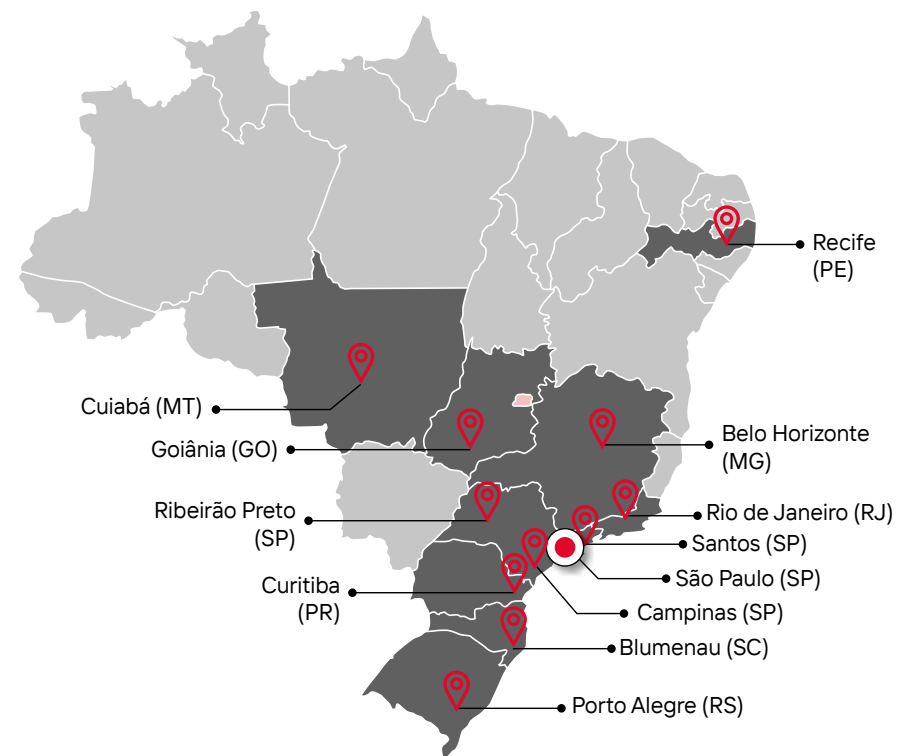 Recife
(PE)
Cuiabá (MT)
Goiânia (GO)
Belo Horizonte
(MG)
Ribeirão Preto
(SP)
Rio de Janeiro (RJ)
Santos (SP)
São Paulo (SP)
Curitiba
(PR)
Campinas (SP)
Blumenau (SC)
Porto Alegre (RS)